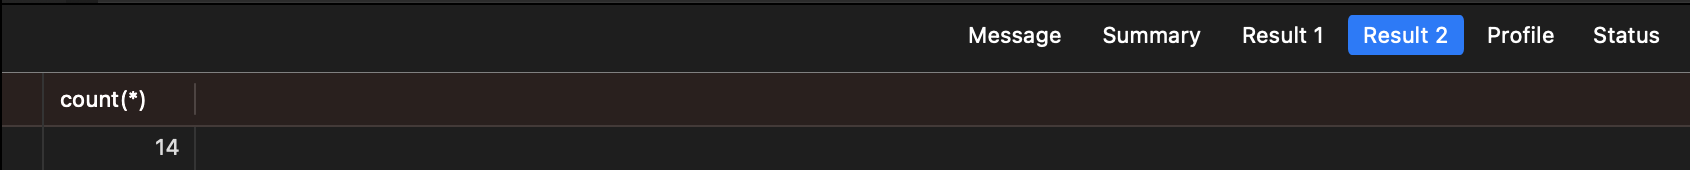 Message Summary Result 1 Result 2 Profile Status
count(*)
14